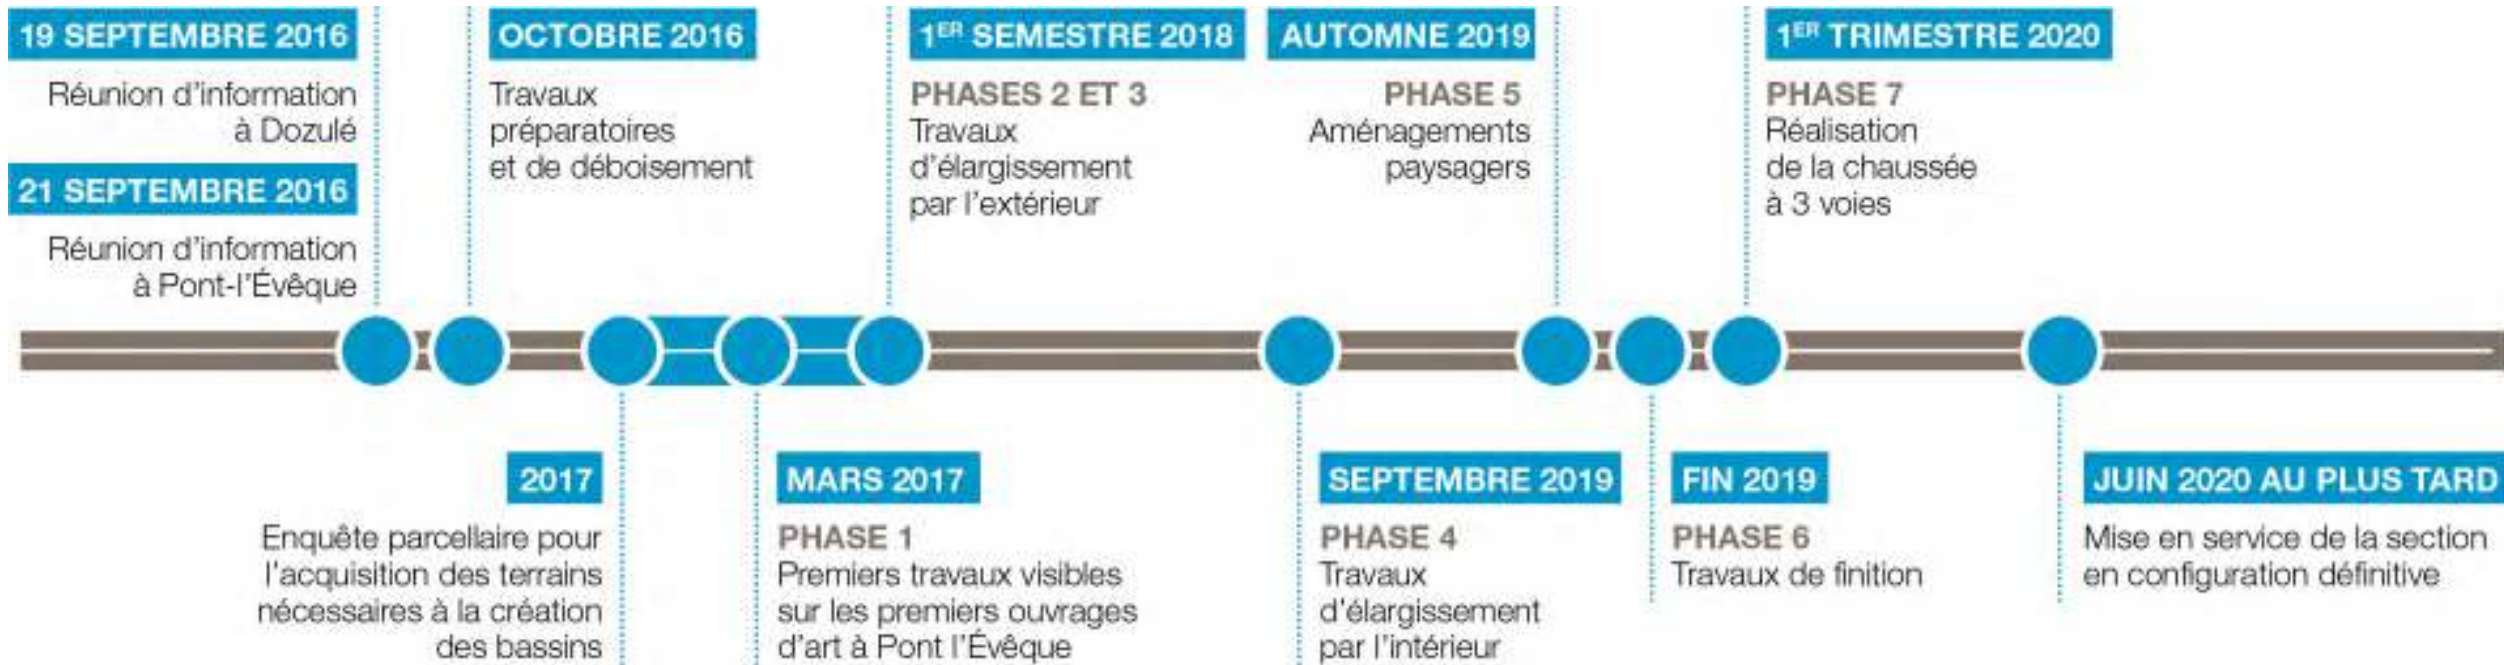 19 SEPTEMBRE 2016
Réunion d'information
à Dozulé
21 SEPTEMBRE 2016
Réunion d'information
à Pont-l'Évêque
OCTOBRE 2016
Travaux
préparatoires
et de déboisement
1ER SEMESTRE 2018
PHASES 2 ET 3
Travaux
d'élargissement
par l'extérieur
AUTOMNE 2019
PHASE 5
Aménagements
paysagers
1ER TRIMESTRE 2020
PHASE 7
Réalisation
de la chaussée
à 3 voies
2017
Enquête parcellaire pour
l'acquisition des terrains
nécessaires à la création
des bassins
MARS 2017
PHASE 1
Premiers travaux visibles
sur les premiers ouvrages
d'art à Pont l'Évêque
SEPTEMBRE 2019
PHASE 4
Travaux
d'élargissement
par l'intérieur
FIN 2019
PHASE 6
Travaux de finition
JUIN 2020 AU PLUS TARD
Mise en service de la section
en configuration définitive